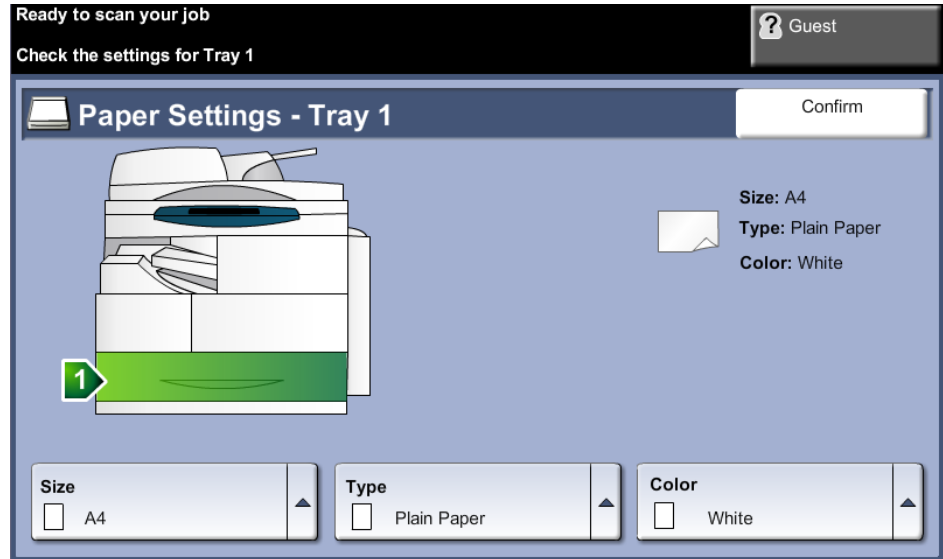 Ready to scan your job
Check the settings for Tray 1
? Guest
Paper Settings - Tray 1
Confirm
Size: A4
Type: Plain Paper
Color: White
1
Size
A4
Type
Plain Paper
Color
White